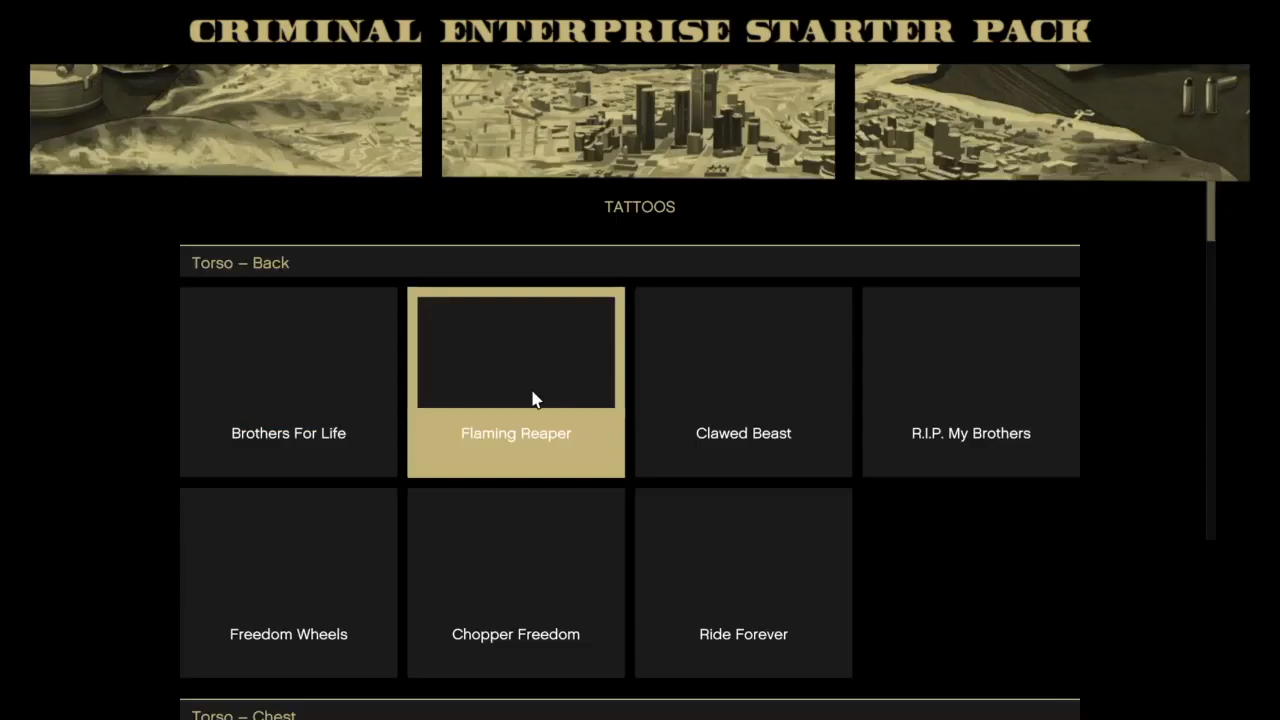 CRIMINAL ENTERPRISE STARTER PACK
TATTOOS
Torso – Back
Brothers For Life
Flaming Reaper
Clawed Beast
R.I.P. My Brothers
Freedom Wheels
Chopper Freedom
Ride Forever
Torso – Chest